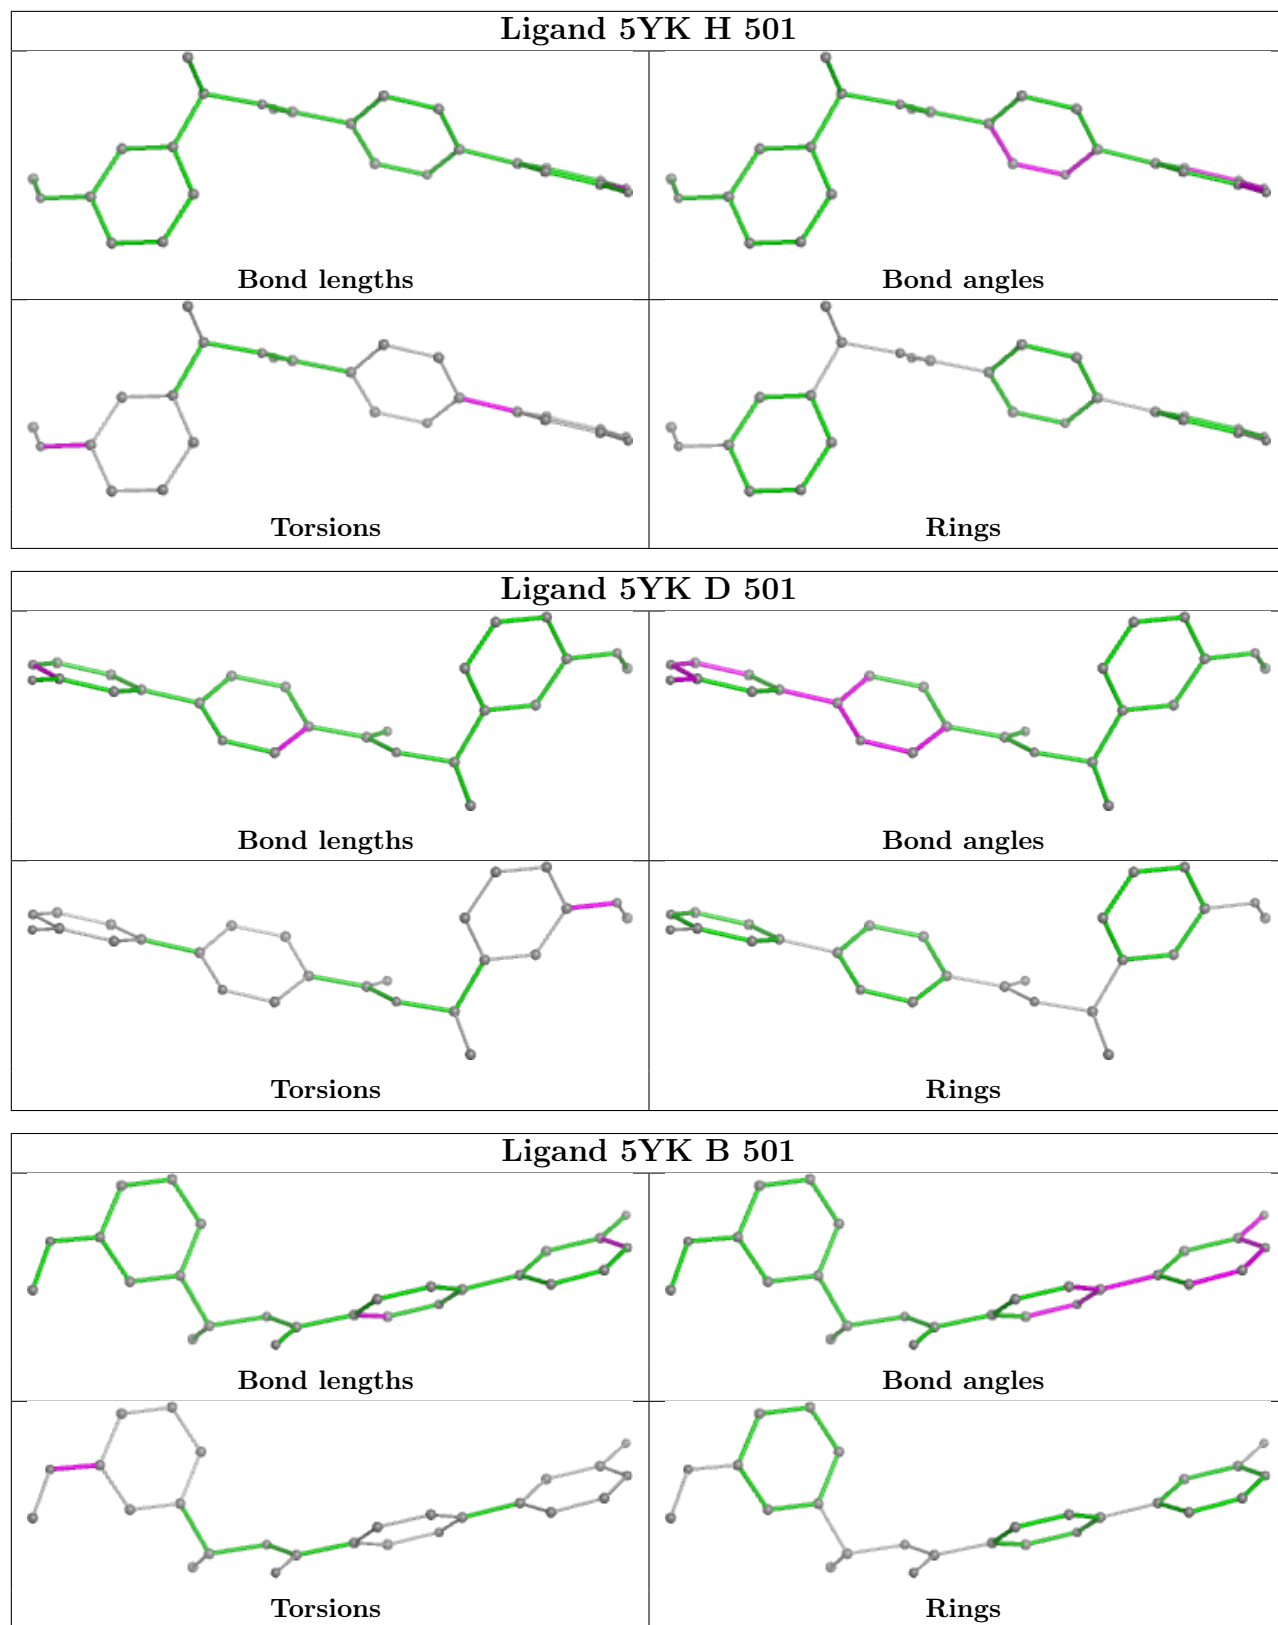 Ligand 5YK H 501
Bond lengths
Bond angles
Torsions
Rings
Ligand 5YK D 501
Bond lengths
Bond angles
Torsions
Rings
Ligand 5YK B 501
Bond lengths
Bond angles
Torsions
Rings